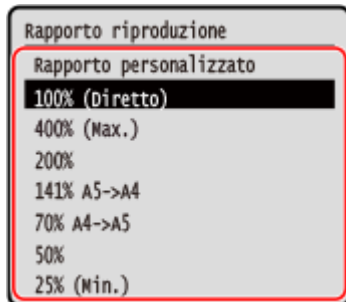 Rapporto riproduzione
Rapporto personalizzato
100% (Diretto)
400% (Max.)
200%
141% A5->A4
70% A4->A5
50%
25% (Min.)